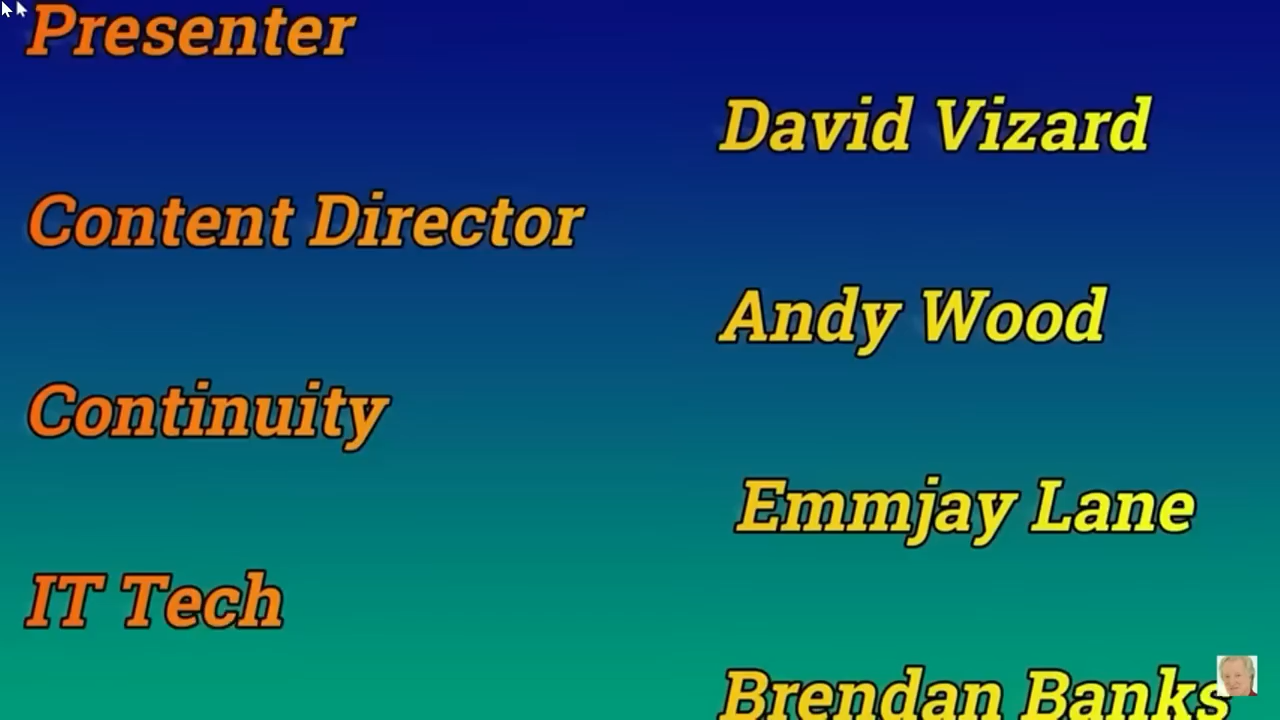 Presenter
David Vizard
Content Director
Andy Wood
Continuity
Emmjay Lane
IT Tech
Brendan Banks